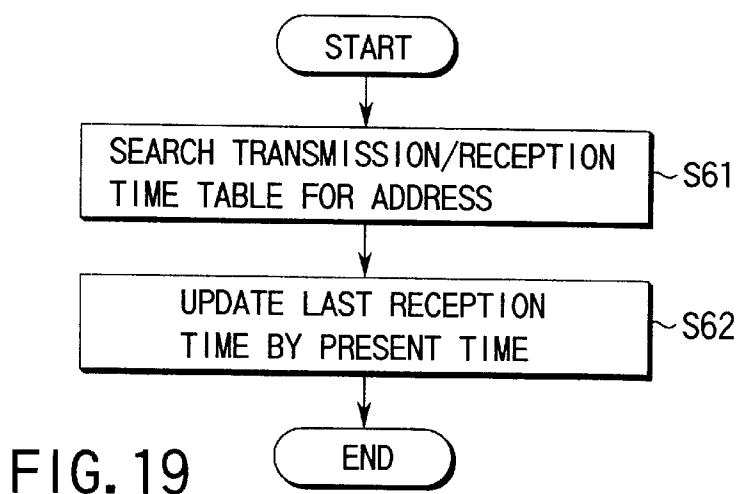 START
SEARCH TRANSMISSION/RECEPTION
TIME TABLE FOR ADDRESS
S61
UPDATE LAST RECEPTION
TIME BY PRESENT TIME
S62
END
FIG.19